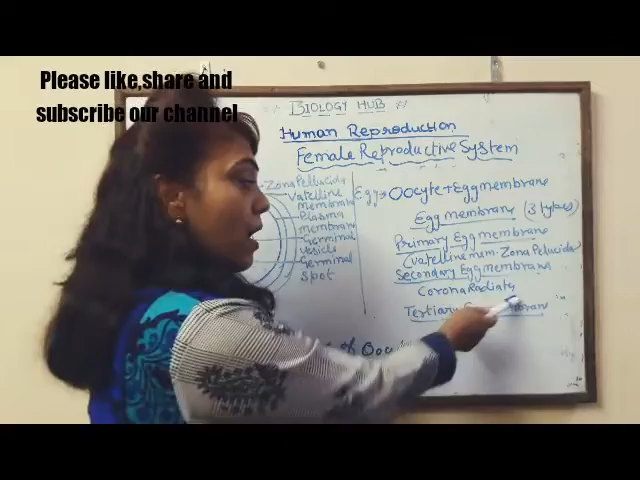 Please like,share and
subscribe our channel
BIOLOGY HUB
Human Reproduction
Female Reproductive System
Zona Pellucida
Vatelline
membrane
Plasma
membrane
Germinal
vesicle
Germinal
spot
Egg → Oocyte + Egg membrane
Egg membrane (3 types)
Primary Egg membrane
(Vatelline mem. Zona Pellucida
Secondary Egg membrane
Corona Radiata
Tertiary
of